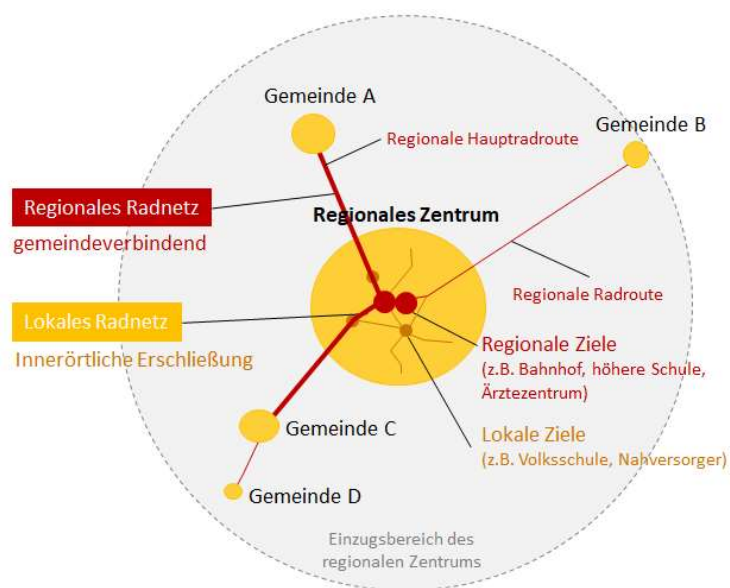 Gemeinde A
Gemeinde B
Regionale Hauptradroute
Regionales Radnetz
gemeindeverbindend
Regionales Zentrum
Regionale Radroute
Lokales Radnetz
Innerörtliche Erschließung
Regionale Ziele
(z.B. Bahnhof, höhere Schule,
Ärztezentrum)
Gemeinde C
Lokale Ziele
(z.B. Volksschule, Nahversorger)
Gemeinde D
Einzugsbereich des
regionalen Zentrums